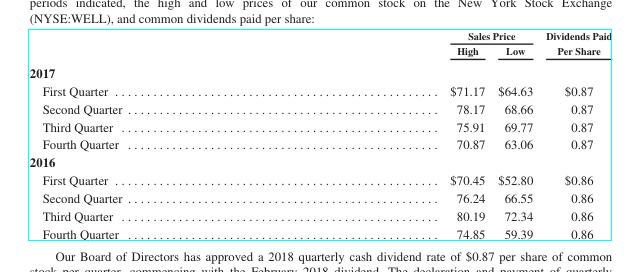 periods indicated, the high and low prices of our common stock on the New York Stock Exchange
(NYSE:WELL), and common dividends paid per share:
Sales Price Dividends Paid
High Low Per Share
2017
First Quarter ................................................. $71.17 $64.63 $0.87
Second Quarter ................................................ 78.17 68.66 0.87
Third Quarter ................................................. 75.91 69.77 0.87
Fourth Quarter ................................................ 70.87 63.06 0.87
2016
First Quarter ................................................. $70.45 $52.80 $0.86
Second Quarter ................................................ 76.24 66.55 0.86
Third Quarter ................................................. 80.19 72.34 0.86
Fourth Quarter ................................................ 74.85 59.39 0.86
Our Board of Directors has approved a 2018 quarterly cash dividend rate of $0.87 per share of common
stock per quarter, commencing with the February 2018 dividend. The declaration and payment of quarterly